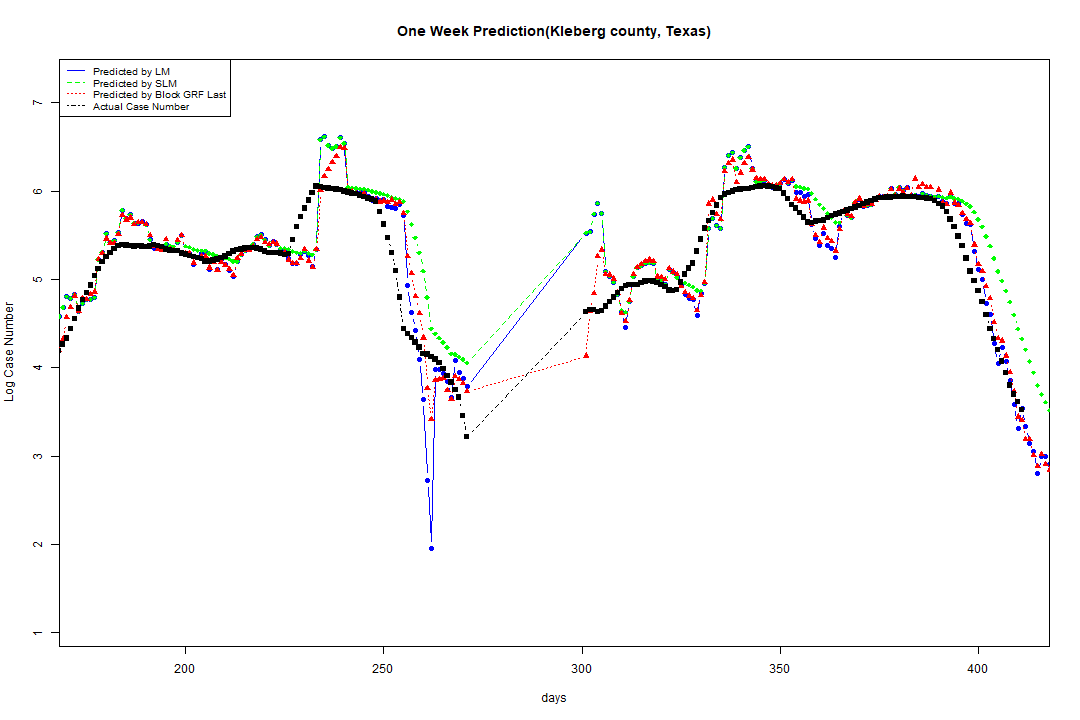 One Week Prediction(Kleberg county, Texas)
Predicted by LM
Predicted by SLM
Predicted by Block GRF Last
Actual Case Number
7
6
5
4
3
2
1
Log Case Number
200
250
300
350
400
days